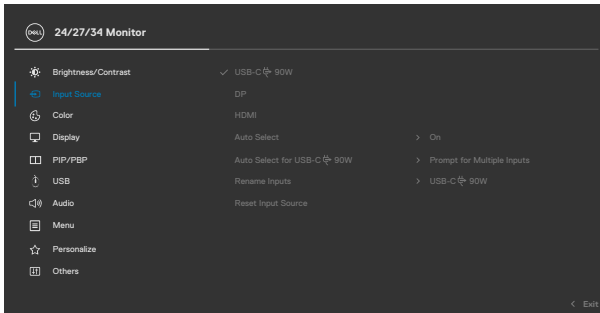 DELL 24/27/34 Monitor
Brightness/Contrast USB-C 90W
Input Source DP
Color HDMI
Display Auto Select On
PIP/PBP Auto Select for USB-C 90W Prompt for Multiple Inputs
USB Rename Inputs USB-C 90W
Audio Reset Input Source
Menu
Personalize
Others
Exit